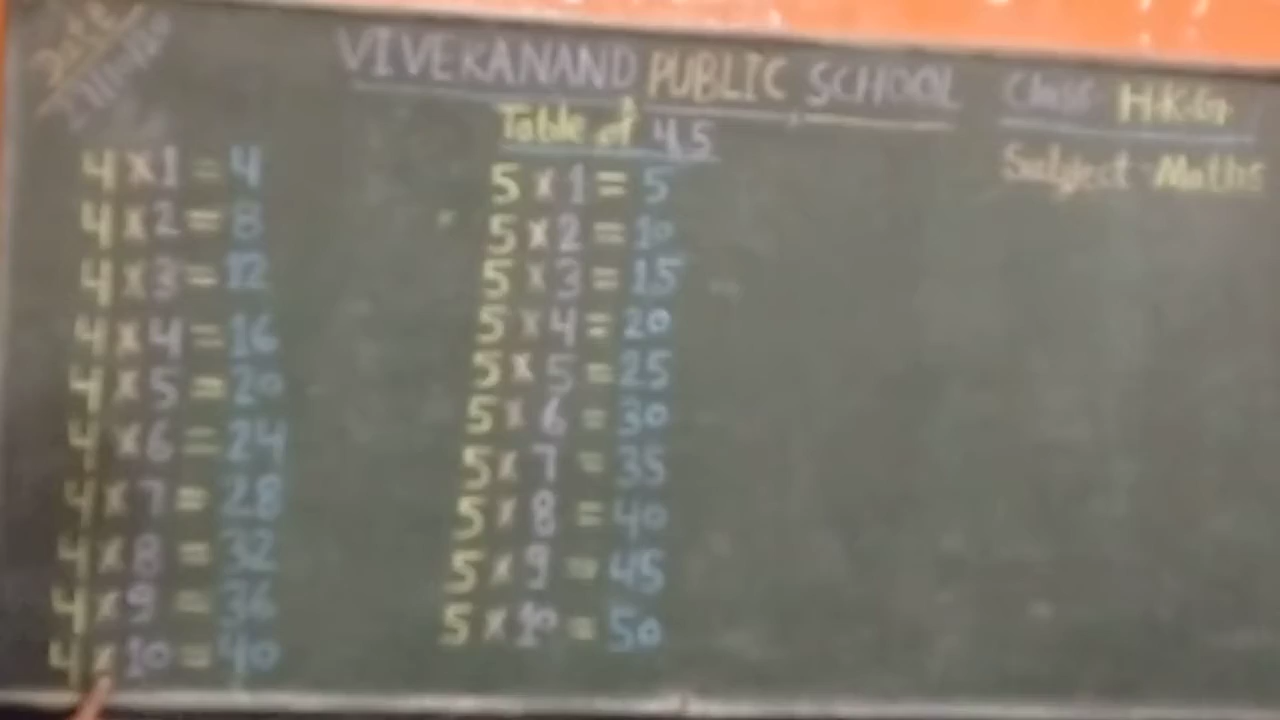 Date
VIVEKANAND PUBLIC SCHOOL
Class H.K.G
Table of 4,5
Subject - Maths
4 x 1 = 4
4 x 2 = 8
4 x 3 = 12
4 x 4 = 16
4 x 5 = 20
4 x 6 = 24
4 x 7 = 28
4 x 8 = 32
4 x 9 = 36
4 x 10 = 40
5 x 1 = 5
5 x 2 = 10
5 x 3 = 15
5 x 4 = 20
5 x 5 = 25
5 x 6 = 30
5 x 7 = 35
5 x 8 = 40
5 x 9 = 45
5 x 10 = 50